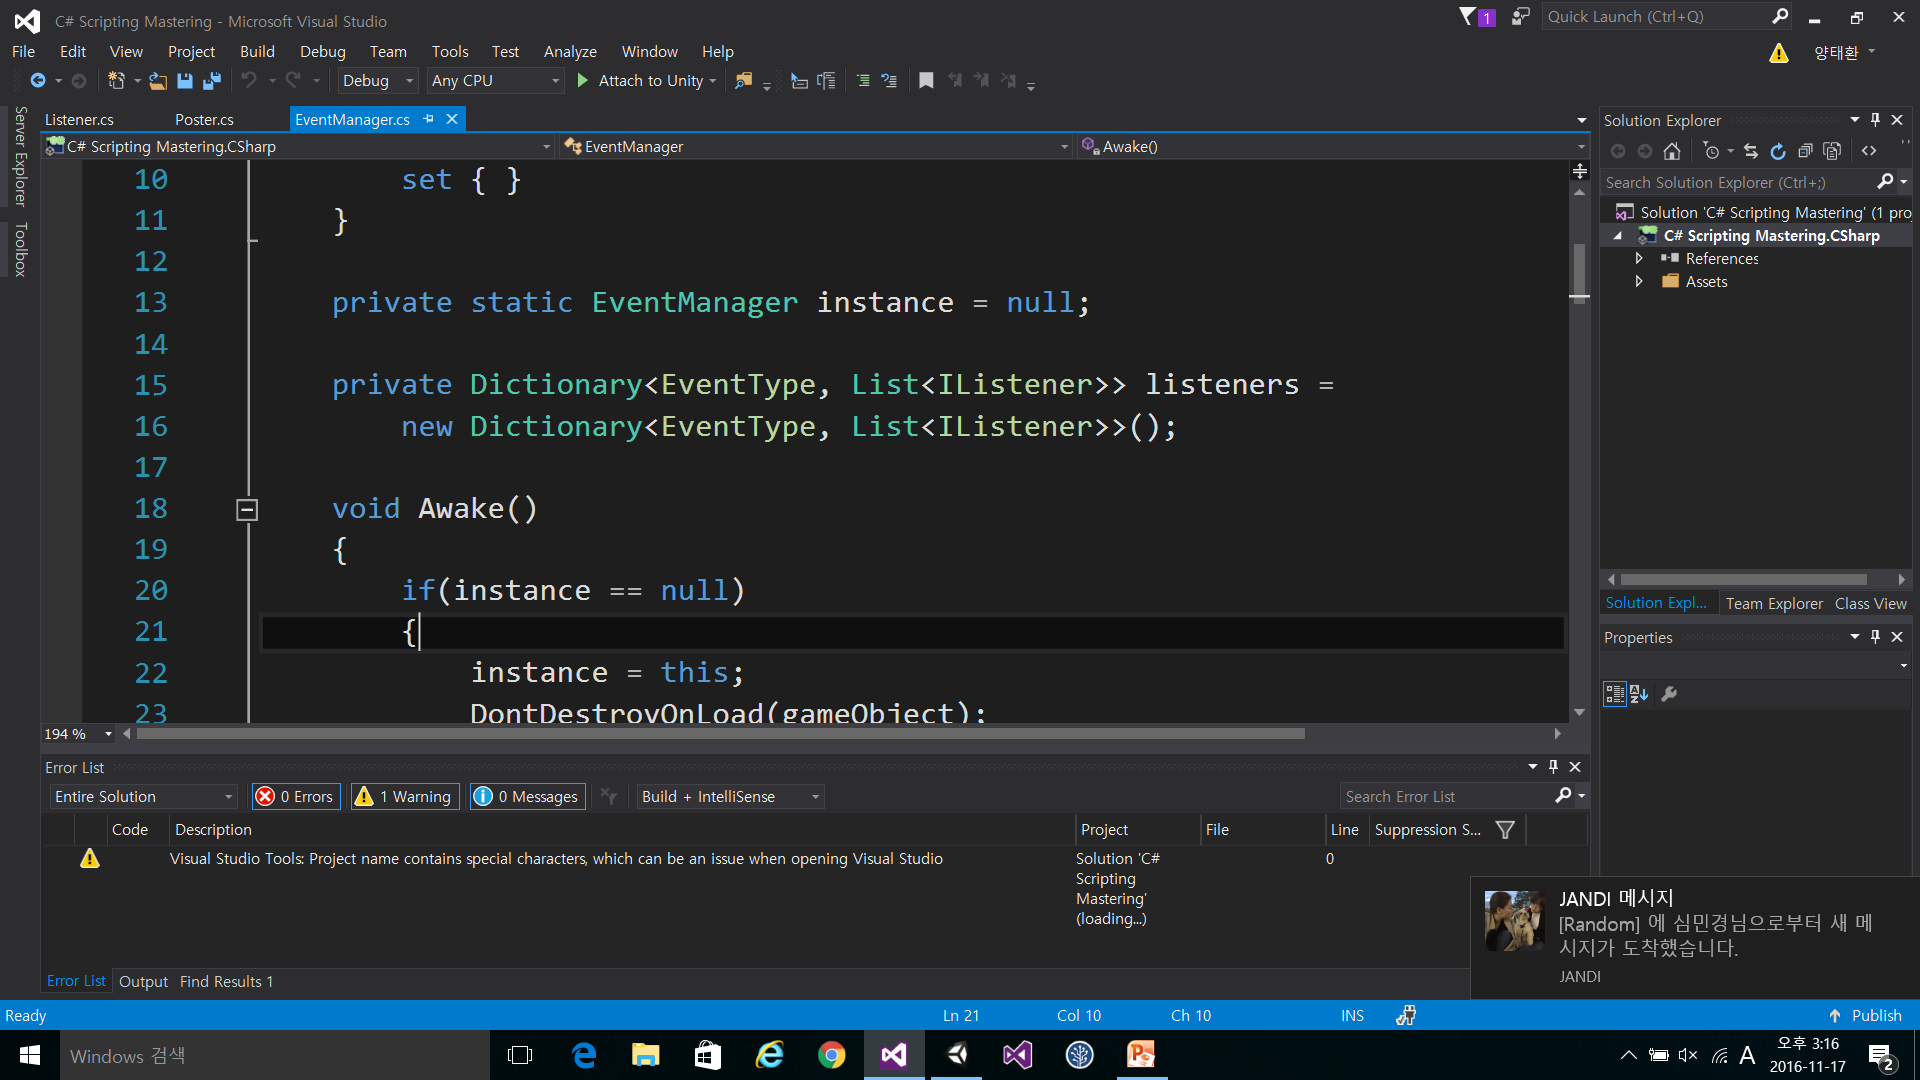 C# Scripting Mastering - Microsoft Visual Studio
1
Quick Launch (Ctrl+Q)
File Edit View Project Build Debug Team Tools Test Analyze Window Help
양태환
Debug Any CPU Attach to Unity
Server Explorer
Toolbox
Listener.cs Poster.cs EventManager.cs
C# Scripting Mastering.CSharp EventManager Awake()
10 set { }
11 }
12
13 private static EventManager instance = null;
14
15 private Dictionary<EventType, List<IListener>> listeners =
16 new Dictionary<EventType, List<IListener>>();
17
18 void Awake()
19 {
20 if(instance == null)
21 {
22 instance = this;
23 DontDestroyOnLoad(gameObject);
194 %
Solution Explorer
Search Solution Explorer (Ctrl+;)
Solution 'C# Scripting Mastering' (1 proj
C# Scripting Mastering.CSharp
References
Assets
Solution Expl... Team Explorer Class View
Properties
Error List
Entire Solution 0 Errors 1 Warning 0 Messages Build + IntelliSense Search Error List
Code Description Project File Line Suppression S...
Visual Studio Tools: Project name contains special characters, which can be an issue when opening Visual Studio Solution 'C# 0
Scripting
Mastering'
(loading...)
JANDI 메시지
[Random] 에 심민경님으로부터 새 메
시지가 도착했습니다.
JANDI
Error List Output Find Results 1
Ready Ln 21 Col 10 Ch 10 INS Publish
Windows 검색
A
오후 3:16
2016-11-17
2